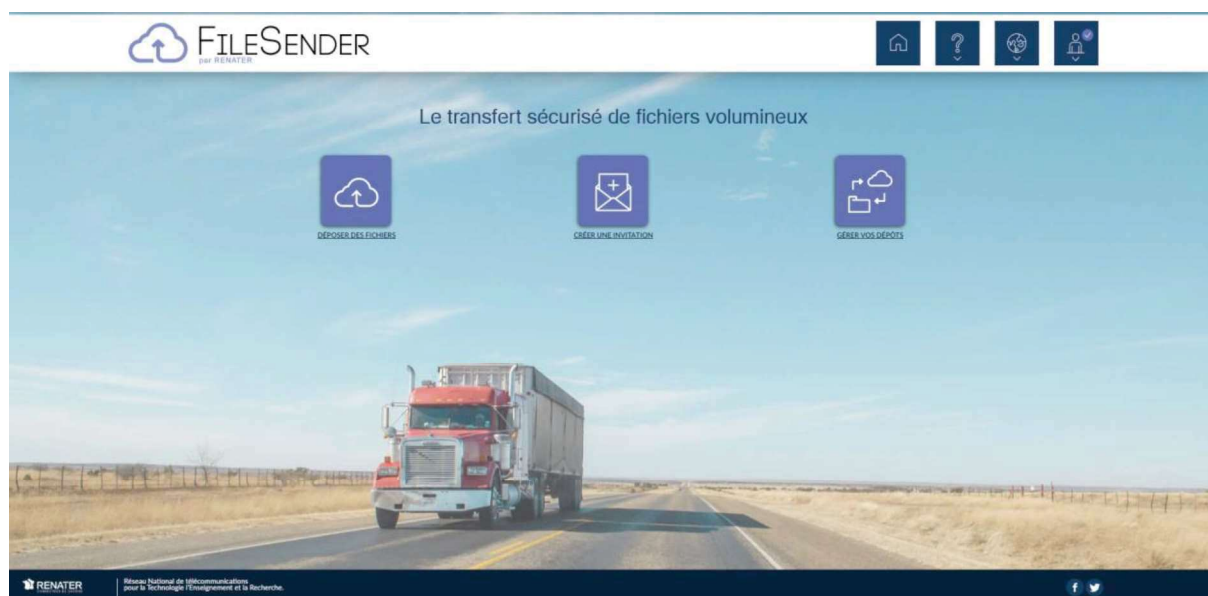 FILESENDER
par RENATER
Le transfert sécurisé de fichiers volumineux
DÉPOSER DES FICHIERS
CRÉER UNE INVITATION
GÉRER VOS DÉPÔTS
RENATER
Réseau National de télécommunications
pour la Technologie l'Enseignement et la Recherche.